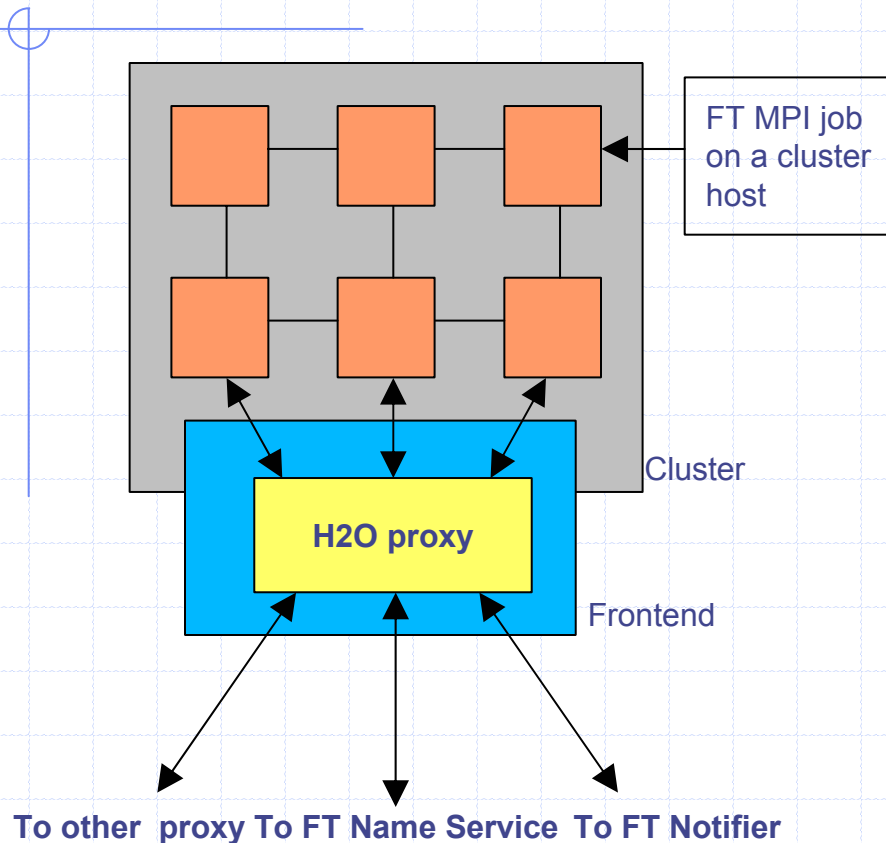 FT MPI job
on a cluster
host
Cluster
H2O proxy
Frontend
To other proxy To FT Name Service To FT Notifier